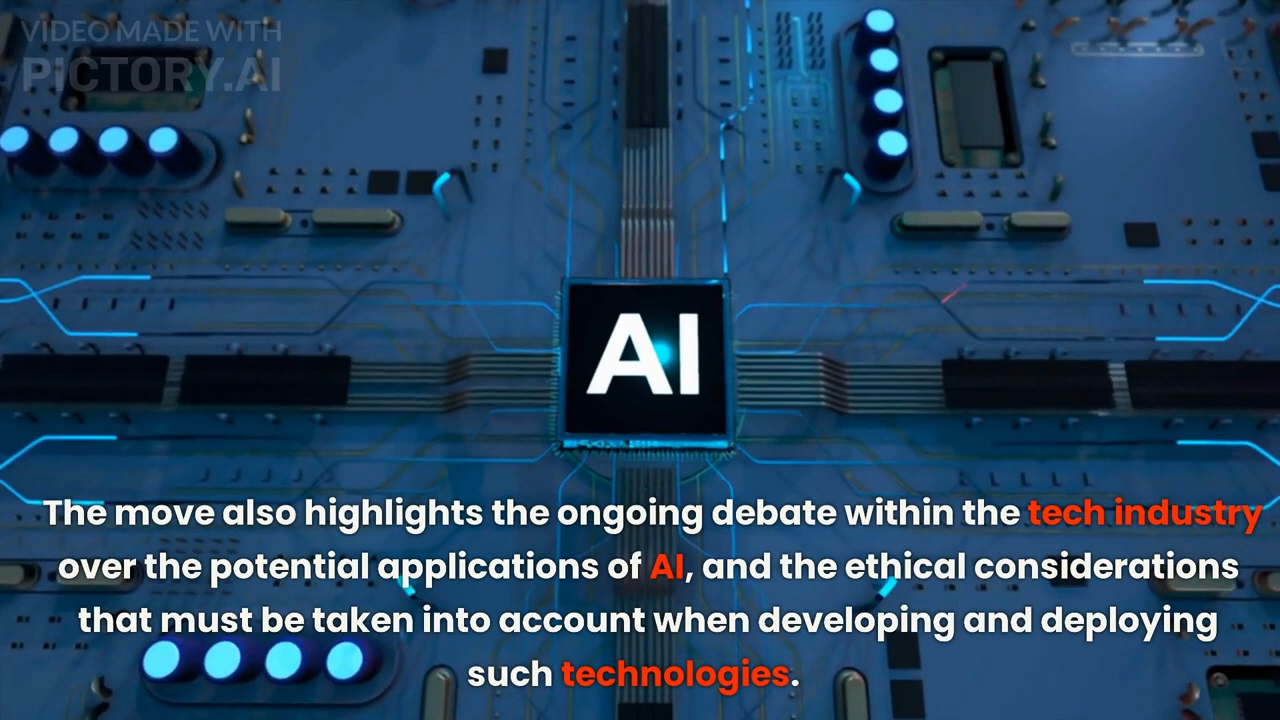 VIDEO MADE WITH
PICTORY.AI
AI
The move also highlights the ongoing debate within the tech industry
over the potential applications of AI, and the ethical considerations
that must be taken into account when developing and deploying
such technologies.